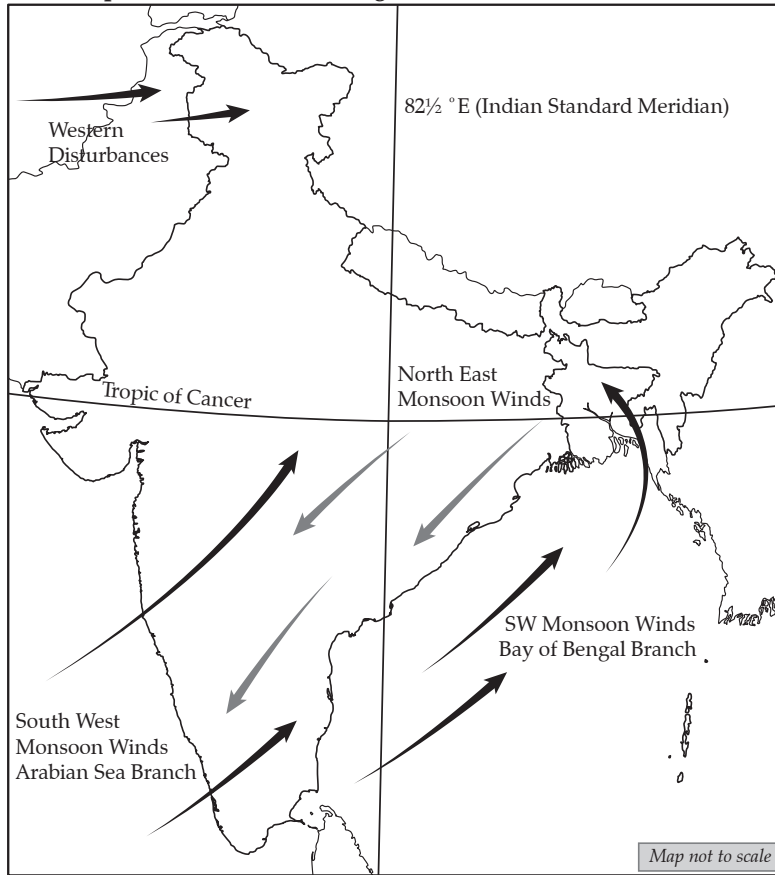 82½ °E (Indian Standard Meridian)
Western
Disturbances
Tropic of Cancer
North East
Monsoon Winds
SW Monsoon Winds
Bay of Bengal Branch
South West
Monsoon Winds
Arabian Sea Branch
Map not to scale